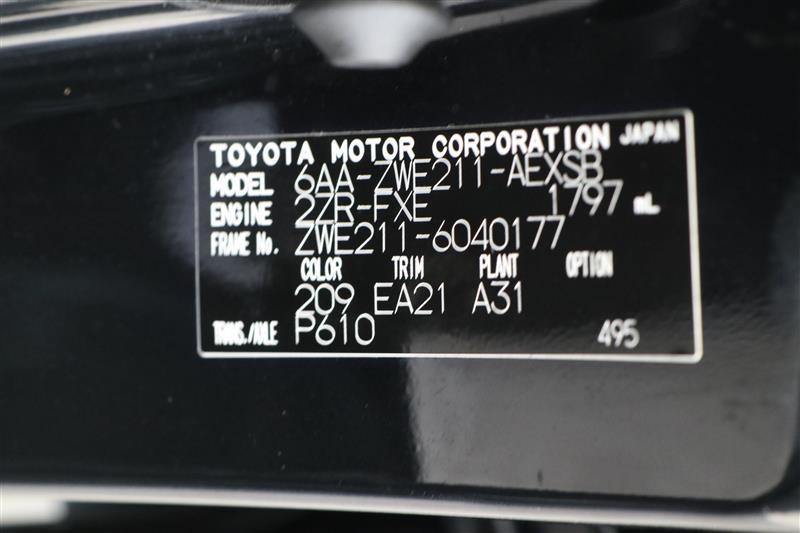 TOYOTA MOTOR CORPORATION JAPAN
MODEL 6AA-ZWE211-AEXSB
ENGINE 2ZR-FXE 1797 mL
FRAME No. ZWE211-6040177
COLOR TRIM PLANT OPTION
209 EA21 A31
TRANS./AXLE P610 495